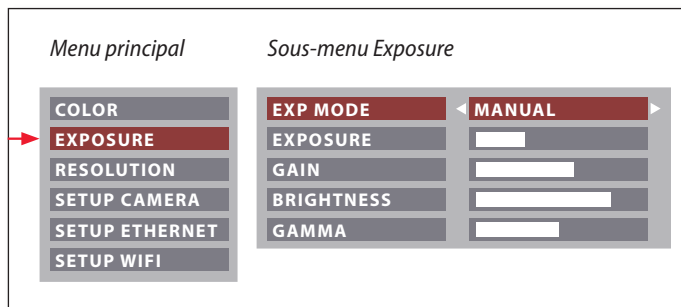 Menu principal
Sous-menu Exposure
COLOR
EXPOSURE
RESOLUTION
SETUP CAMERA
SETUP ETHERNET
SETUP WIFI
EXP MODE MANUAL
EXPOSURE
GAIN
BRIGHTNESS
GAMMA